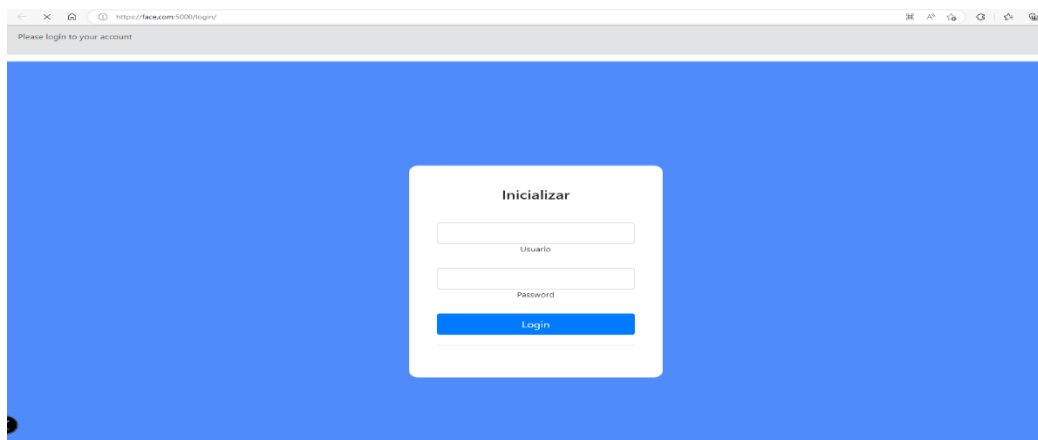 https://face.com:5000/login/
Please login to your account
Inicializar
Usuario
Password
Login